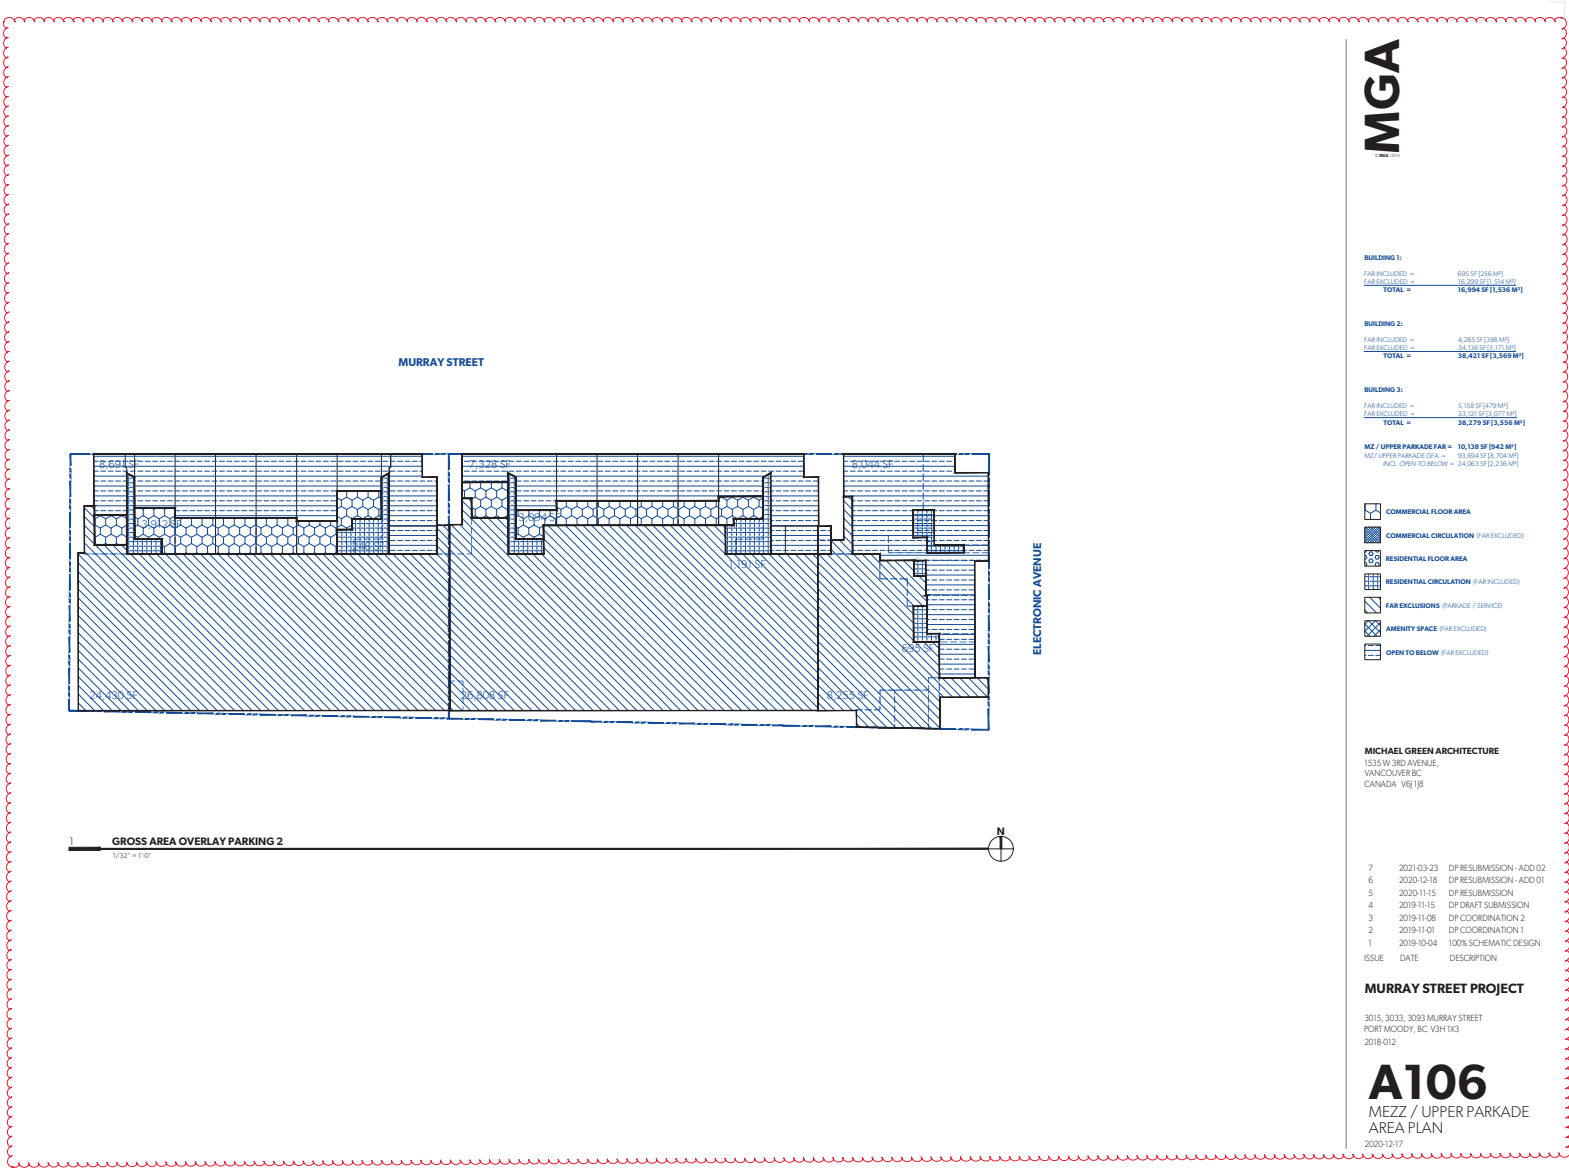 MGA
© MGA | 2019
BUILDING 1:
FAR INCLUDED = 695 SF [256 M²]
FAR EXCLUDED = 16,299 SF [1,514 M²]
TOTAL = 16,994 SF [1,536 M²]
BUILDING 2:
FAR INCLUDED = 4,285 SF [398 M²]
FAR EXCLUDED = 34,136 SF [3,171 M²]
TOTAL = 38,421 SF [3,569 M²]
BUILDING 3:
FAR INCLUDED = 5,158 SF [479 M²]
FAR EXCLUDED = 33,121 SF [3,077 M²]
TOTAL = 38,279 SF [3,556 M²]
MZ / UPPER PARKADE FAR = 10,138 SF [942 M²]
MZ / UPPER PARKADE GFA = 93,694 SF [8,704 M²]
INCL. OPEN TO BELOW = 24,063 SF [2,236 M²]
COMMERCIAL FLOOR AREA
COMMERCIAL CIRCULATION (FAR EXCLUDED)
RESIDENTIAL FLOOR AREA
RESIDENTIAL CIRCULATION (FAR INCLUDED)
FAR EXCLUSIONS (PARKADE / SERVICE)
AMENITY SPACE (FAR EXCLUDED)
OPEN TO BELOW (FAR EXCLUDED)
MURRAY STREET
8,691 SF
7,328 SF
8,044 SF
3,912 SF
3,094 SF
1,191 SF
695 SF
24,430 SF
26,808 SF
8,255 SF
ELECTRONIC AVENUE
1
GROSS AREA OVERLAY PARKING 2
1/32" = 1'-0"
N
MICHAEL GREEN ARCHITECTURE
1535 W 3RD AVENUE,
VANCOUVER BC
CANADA V6J 1J8
7 2021-03-23 DP RESUBMISSION - ADD 02
6 2020-12-18 DP RESUBMISSION - ADD 01
5 2020-11-15 DP RESUBMISSION
4 2019-11-15 DP DRAFT SUBMISSION
3 2019-11-08 DP COORDINATION 2
2 2019-11-01 DP COORDINATION 1
1 2019-10-04 100% SCHEMATIC DESIGN
ISSUE DATE DESCRIPTION
MURRAY STREET PROJECT
3015, 3033, 3093 MURRAY STREET
PORT MOODY, BC V3H 1X3
2018-012
A106
MEZZ / UPPER PARKADE
AREA PLAN
2020-12-17